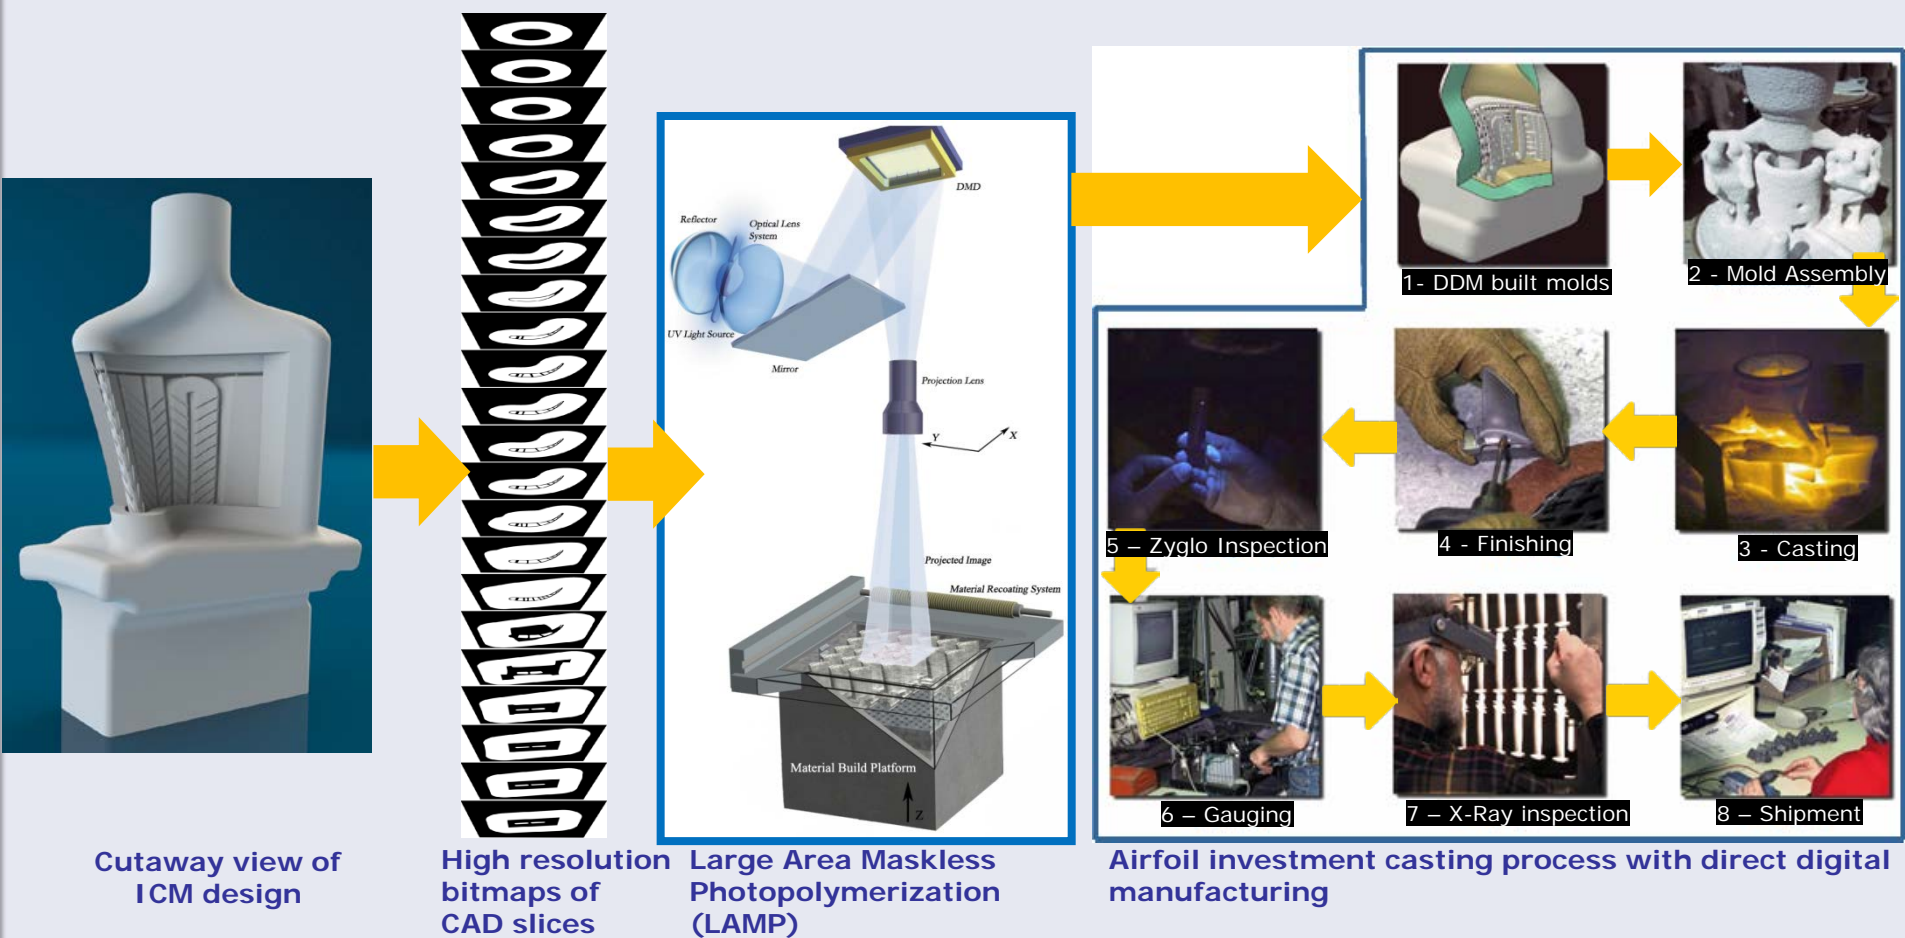 DMD
Reflector
Optical Lens
System
UV Light Source
Mirror
Projection Lens
Y
X
Projected Image
Material Recoating System
Material Build Platform
Z
1- DDM built molds
2 - Mold Assembly
5 – Zyglo Inspection
4 - Finishing
3 - Casting
6 – Gauging
7 – X-Ray inspection
8 – Shipment
Cutaway view of
ICM design
High resolution
bitmaps of
CAD slices
Large Area Maskless
Photopolymerization
(LAMP)
Airfoil investment casting process with direct digital
manufacturing